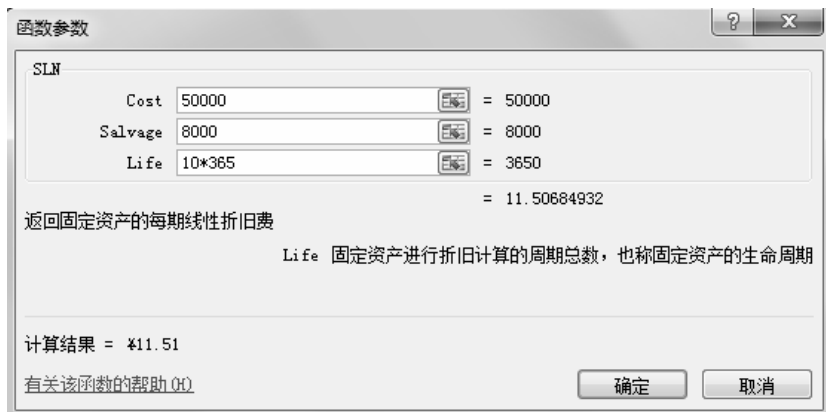 函数参数
SLN
Cost 50000 = 50000
Salvage 8000 = 8000
Life 10*365 = 3650
= 11.50684932
返回固定资产的每期线性折旧费
Life 固定资产进行折旧计算的周期总数，也称固定资产的生命周期
计算结果 = ¥11.51
有关该函数的帮助(H)
确定 取消